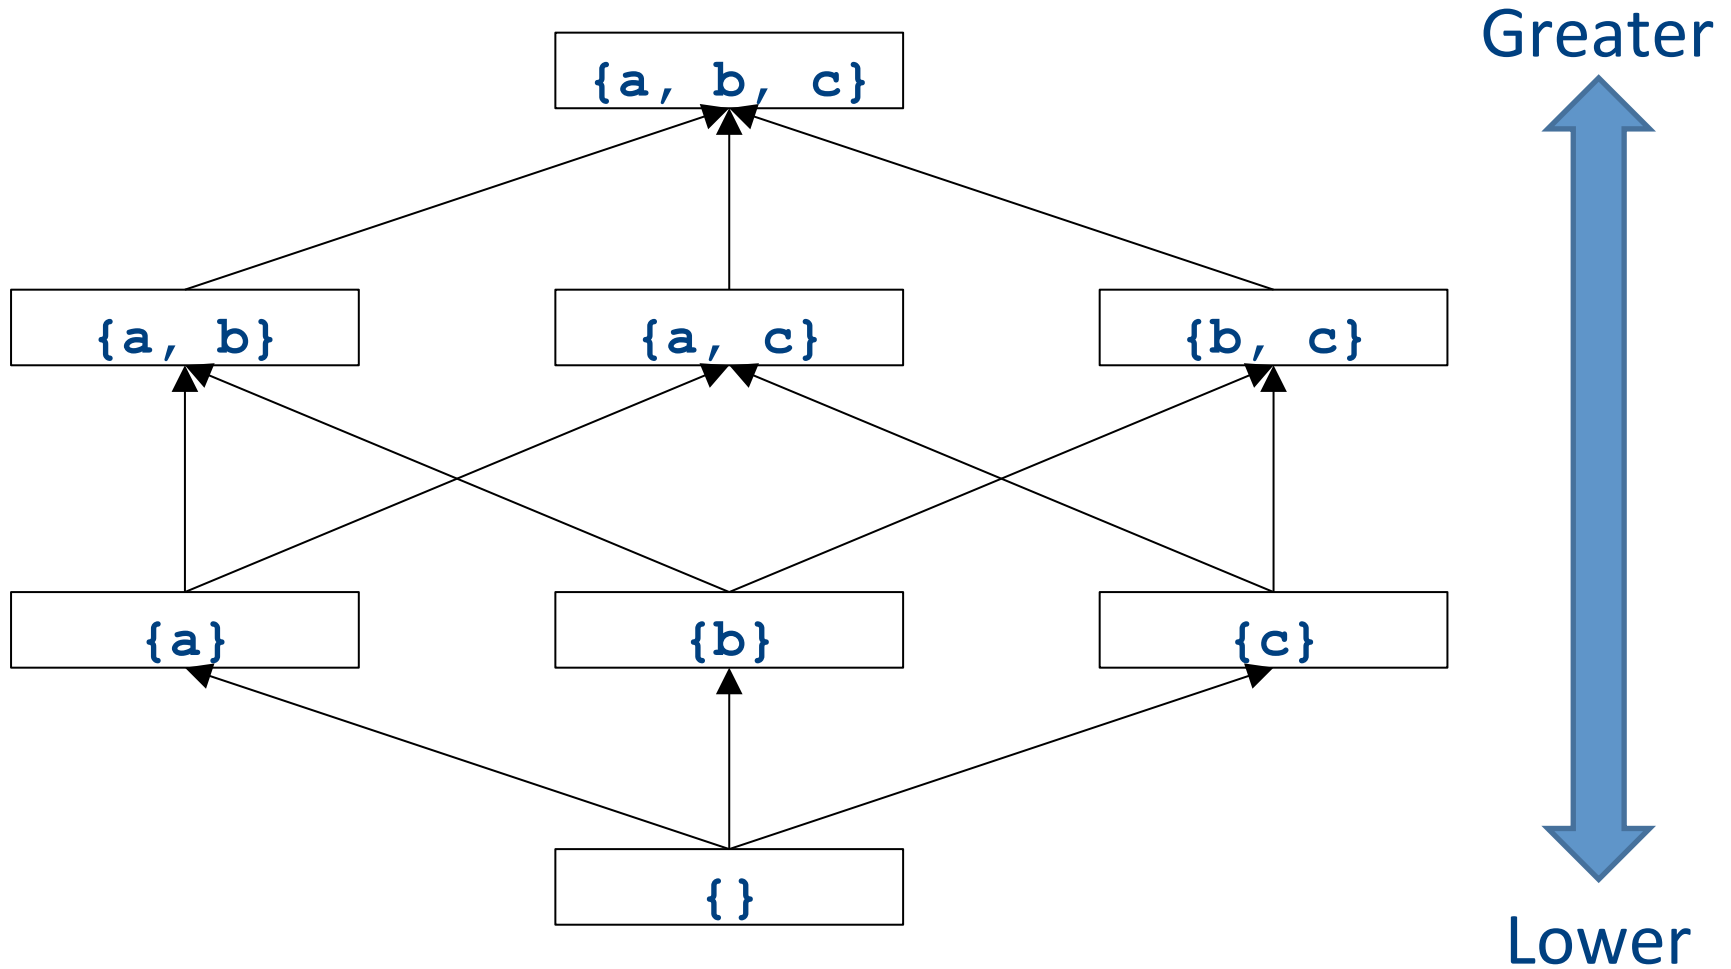 Greater
{a, b, c}
{a, b}
{a, c}
{b, c}
{a}
{b}
{c}
{}
Lower